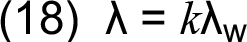 (18) λ = kλw